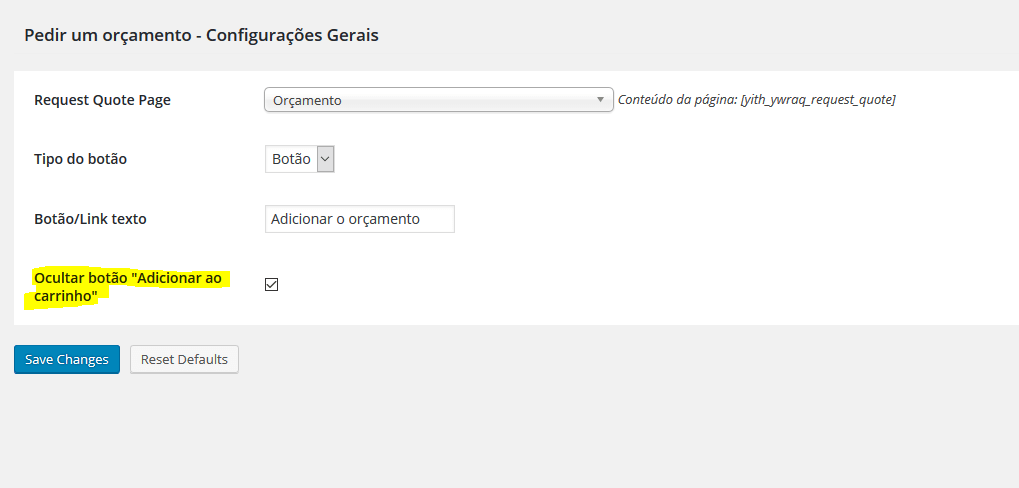 Pedir um orçamento - Configurações Gerais
Request Quote Page
Orçamento
Conteúdo da página: [yith_ywraq_request_quote]
Tipo do botão
Botão
Botão/Link texto
Adicionar o orçamento
Ocultar botão "Adicionar ao
carrinho"
Save Changes
Reset Defaults